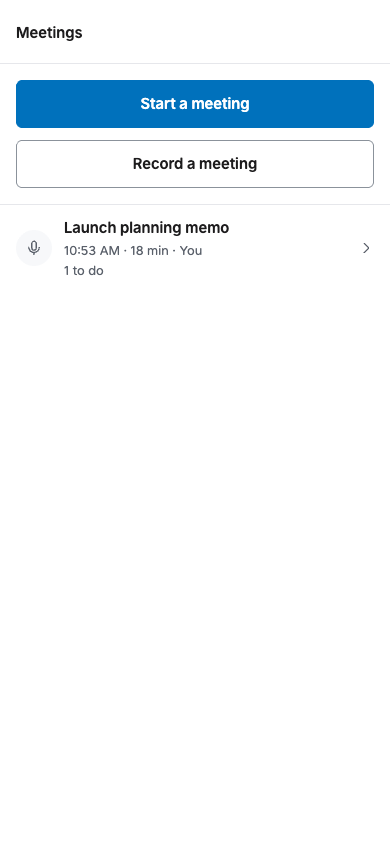 Meetings
Start a meeting
Record a meeting
Launch planning memo
10:53 AM · 18 min · You
1 to do